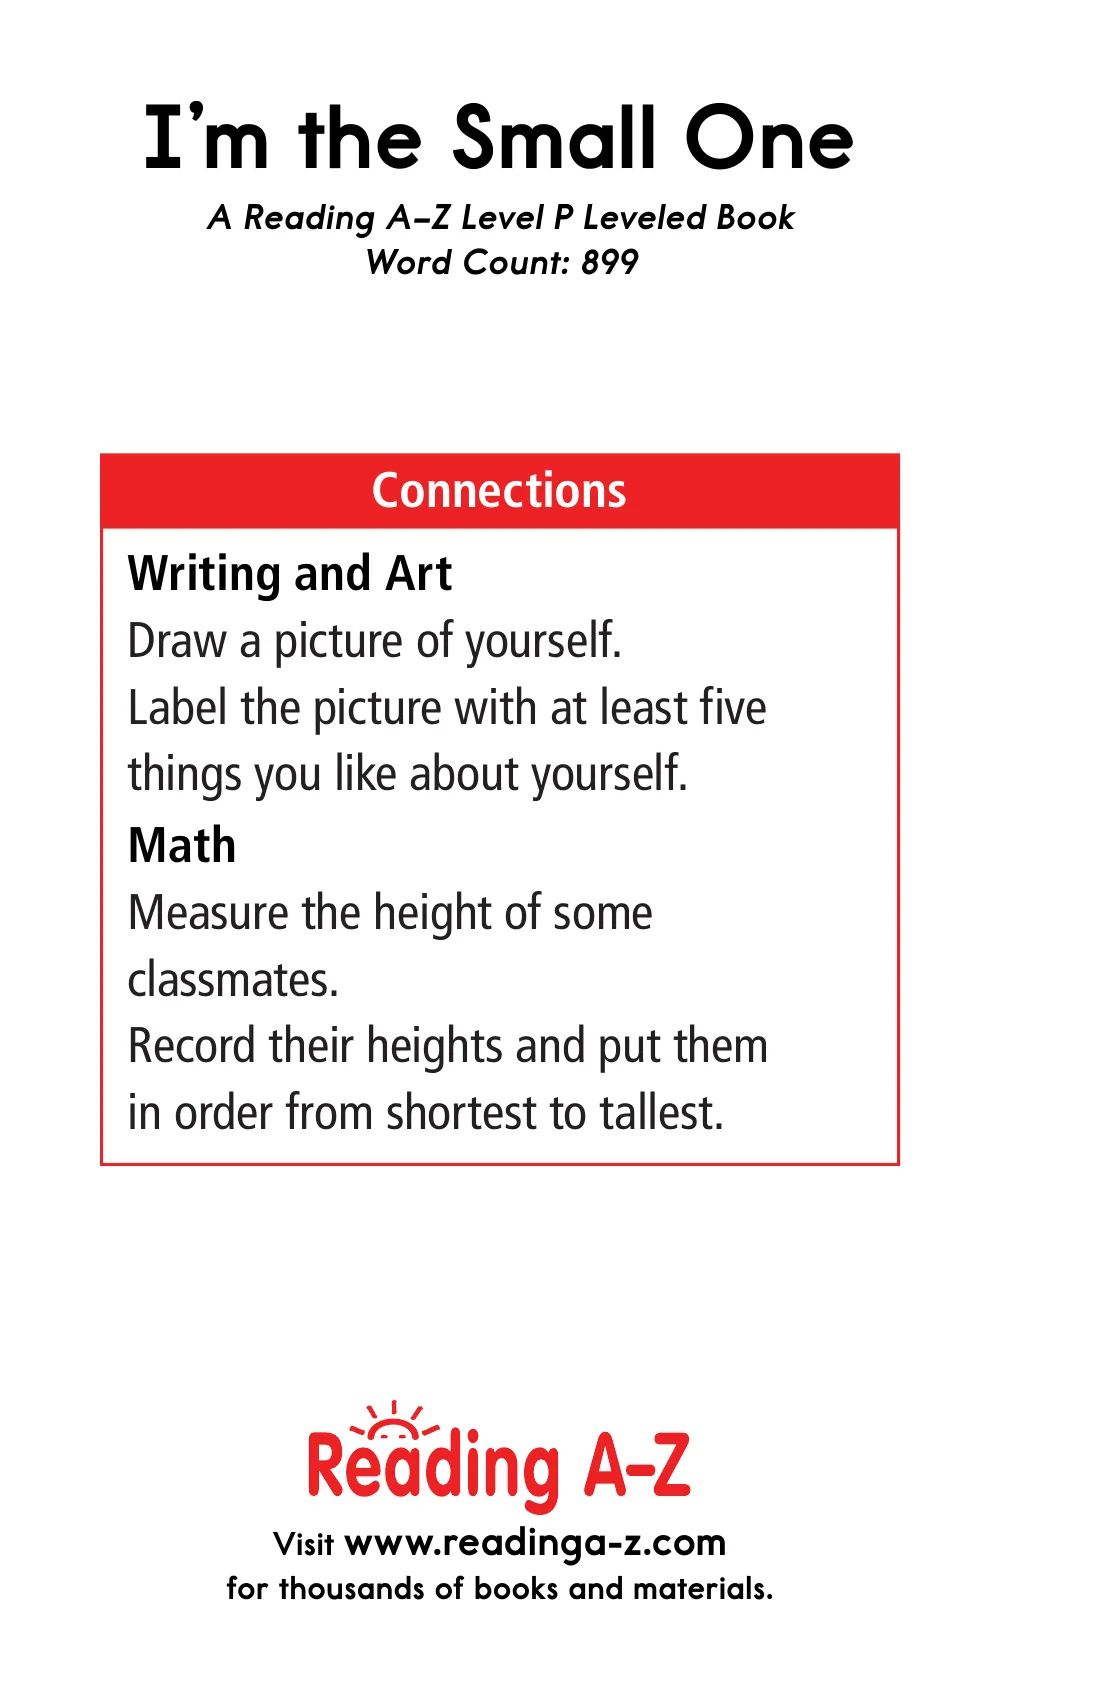 I’m the Small One
A Reading A–Z Level P Leveled Book
Word Count: 899
Connections
Writing and Art
Draw a picture of yourself.
Label the picture with at least five
things you like about yourself.
Math
Measure the height of some
classmates.
Record their heights and put them
in order from shortest to tallest.
Reading A–Z
Visit www.readinga-z.com
for thousands of books and materials.